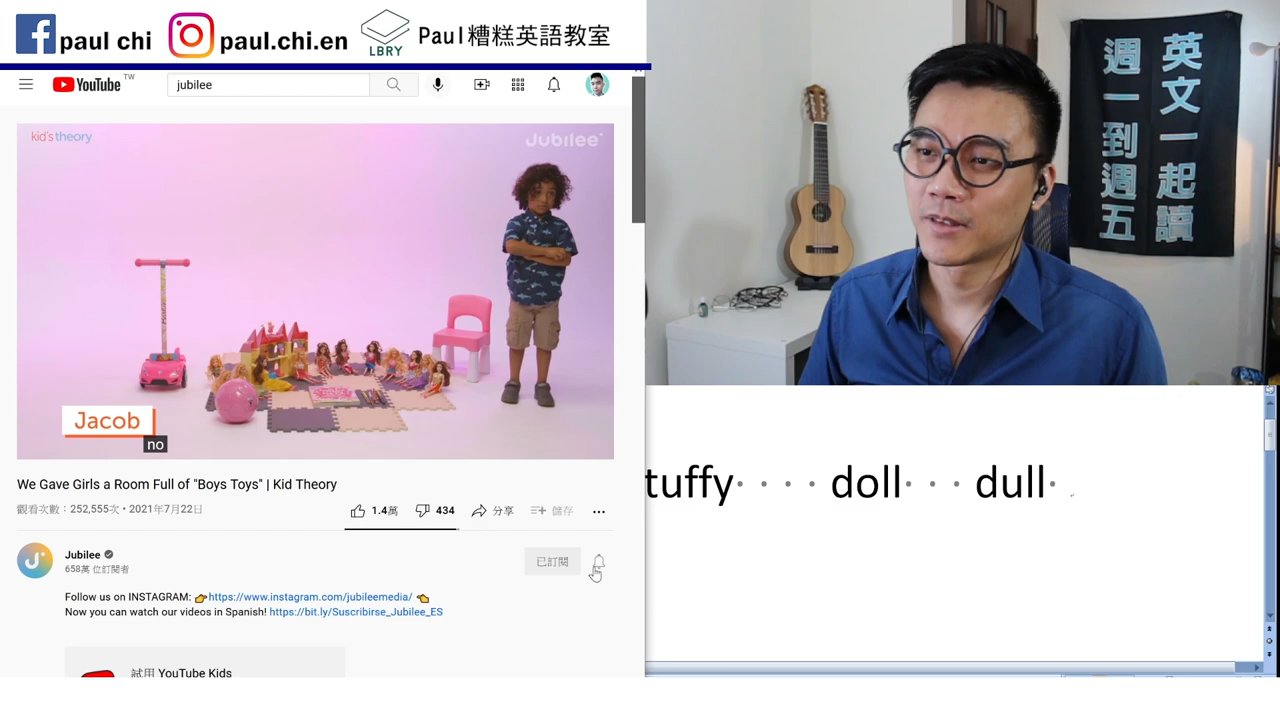 paul chi
paul.chi.en
LBRY
Paul糟糕英語教室
YouTube TW
jubilee
kid's theory
Jubilee
Jacob
no
We Gave Girls a Room Full of "Boys Toys" | Kid Theory
觀看次數：252,555次 • 2021年7月22日
1.4萬
434
分享
儲存
Jubilee
658萬 位訂閱者
已訂閱
Follow us on INSTAGRAM: 👉https://www.instagram.com/jubileemedia/ 👈
Now you can watch our videos in Spanish! https://bit.ly/Suscribirse_Jubilee_ES
試用 YouTube Kids
英文一起讀
週一到週五
tuffy doll dull